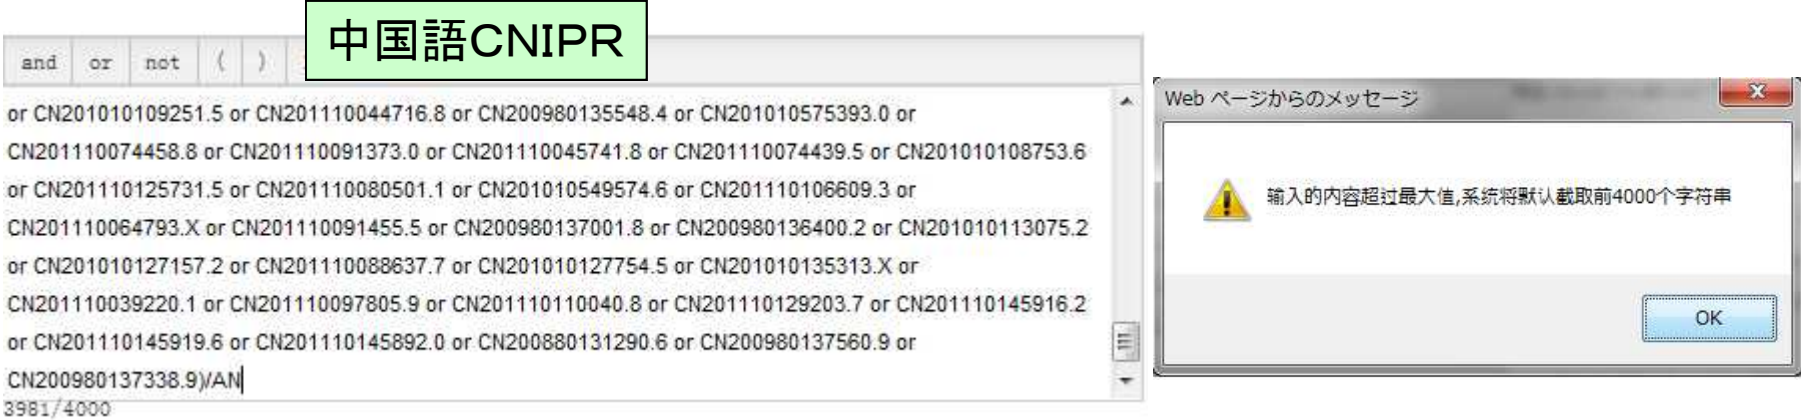 中国語CNIPR
and or not ( )
or CN201010109251.5 or CN201110044716.8 or CN200980135548.4 or CN201010575393.0 or
CN201110074458.8 or CN201110091373.0 or CN201110045741.8 or CN201110074439.5 or CN201010108753.6
or CN201110125731.5 or CN201110080501.1 or CN201010549574.6 or CN201110106609.3 or
CN201110064793.X or CN201110091455.5 or CN200980137001.8 or CN200980136400.2 or CN201010113075.2
or CN201010127157.2 or CN201110088637.7 or CN201010127754.5 or CN201010135313.X or
CN201110039220.1 or CN201110097805.9 or CN201110110040.8 or CN201110129203.7 or CN201110145916.2
or CN201110145919.6 or CN201110145892.0 or CN200880131290.6 or CN200980137560.9 or
CN200980137338.9)/AN
3981/4000
Web ページからのメッセージ
输入的内容超过最大值,系统将默认截取前4000个字符串
OK